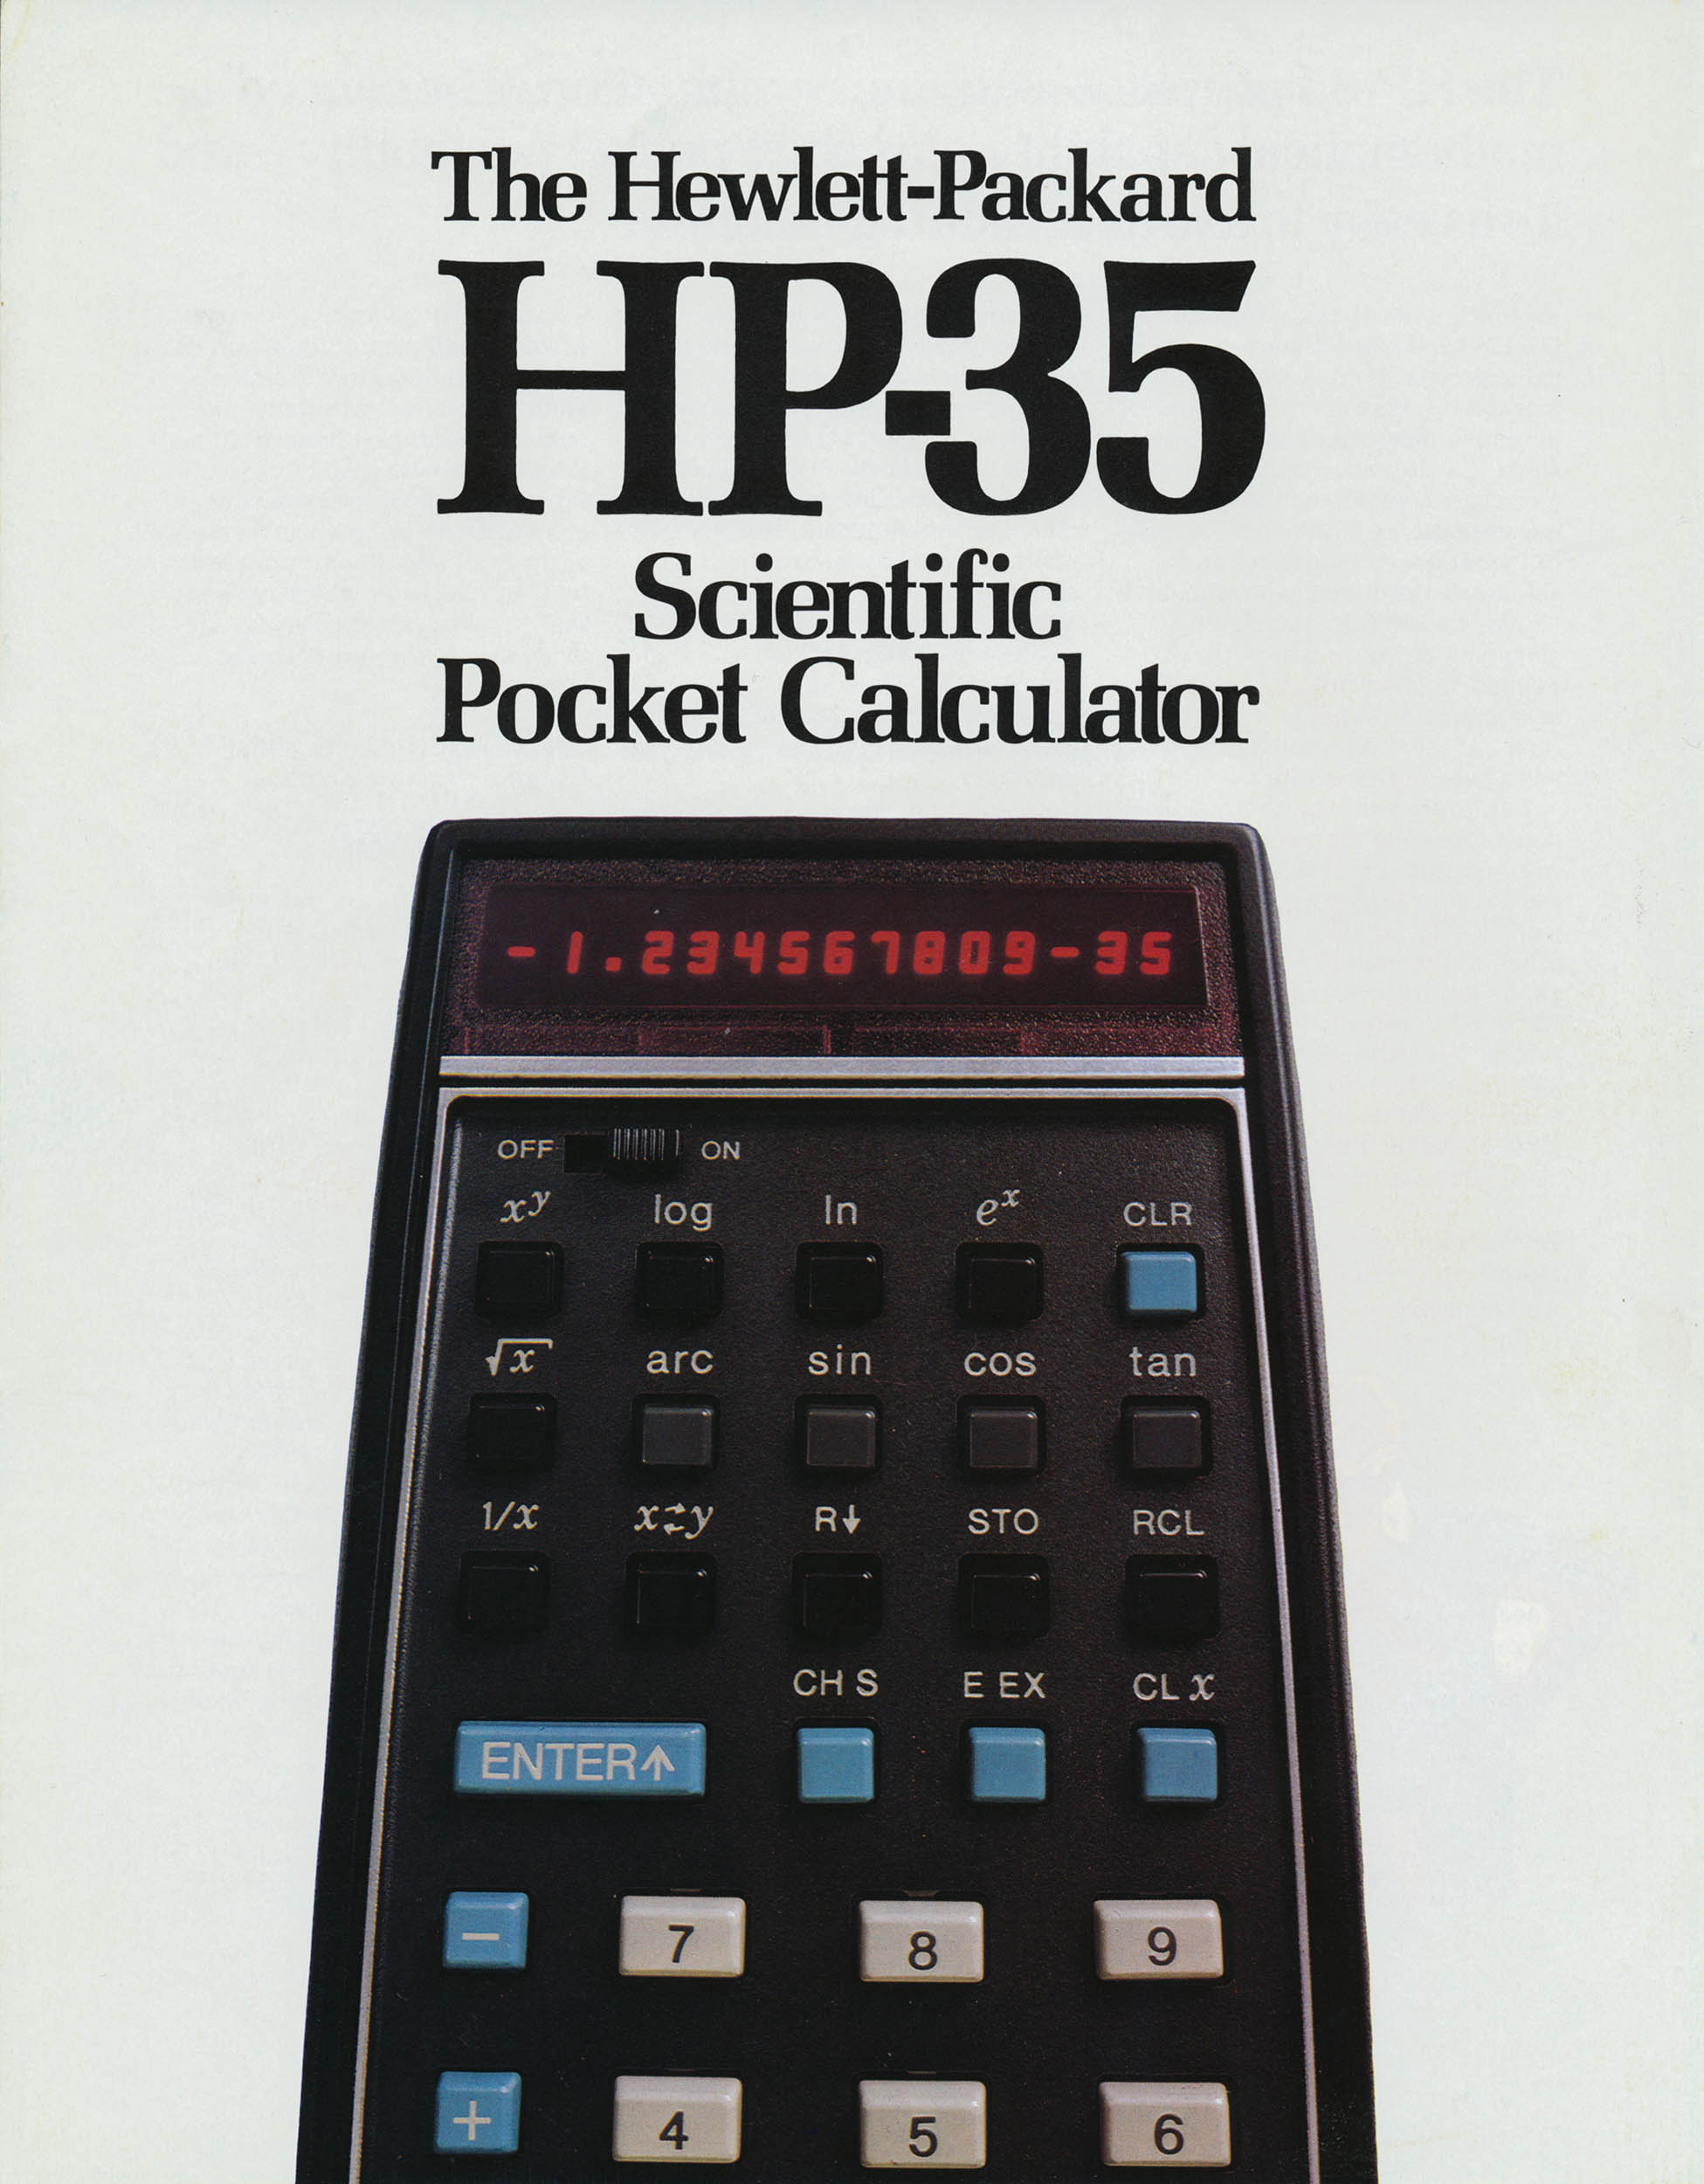 The Hewlett-Packard
HP-35
Scientific
Pocket Calculator
-1.234567809-35
OFF ON
xʸ log ln eˣ CLR
√x arc sin cos tan
1/x x⇄y R↓ STO RCL
CH S E EX CL x
ENTER↑
− 7 8 9
+ 4 5 6